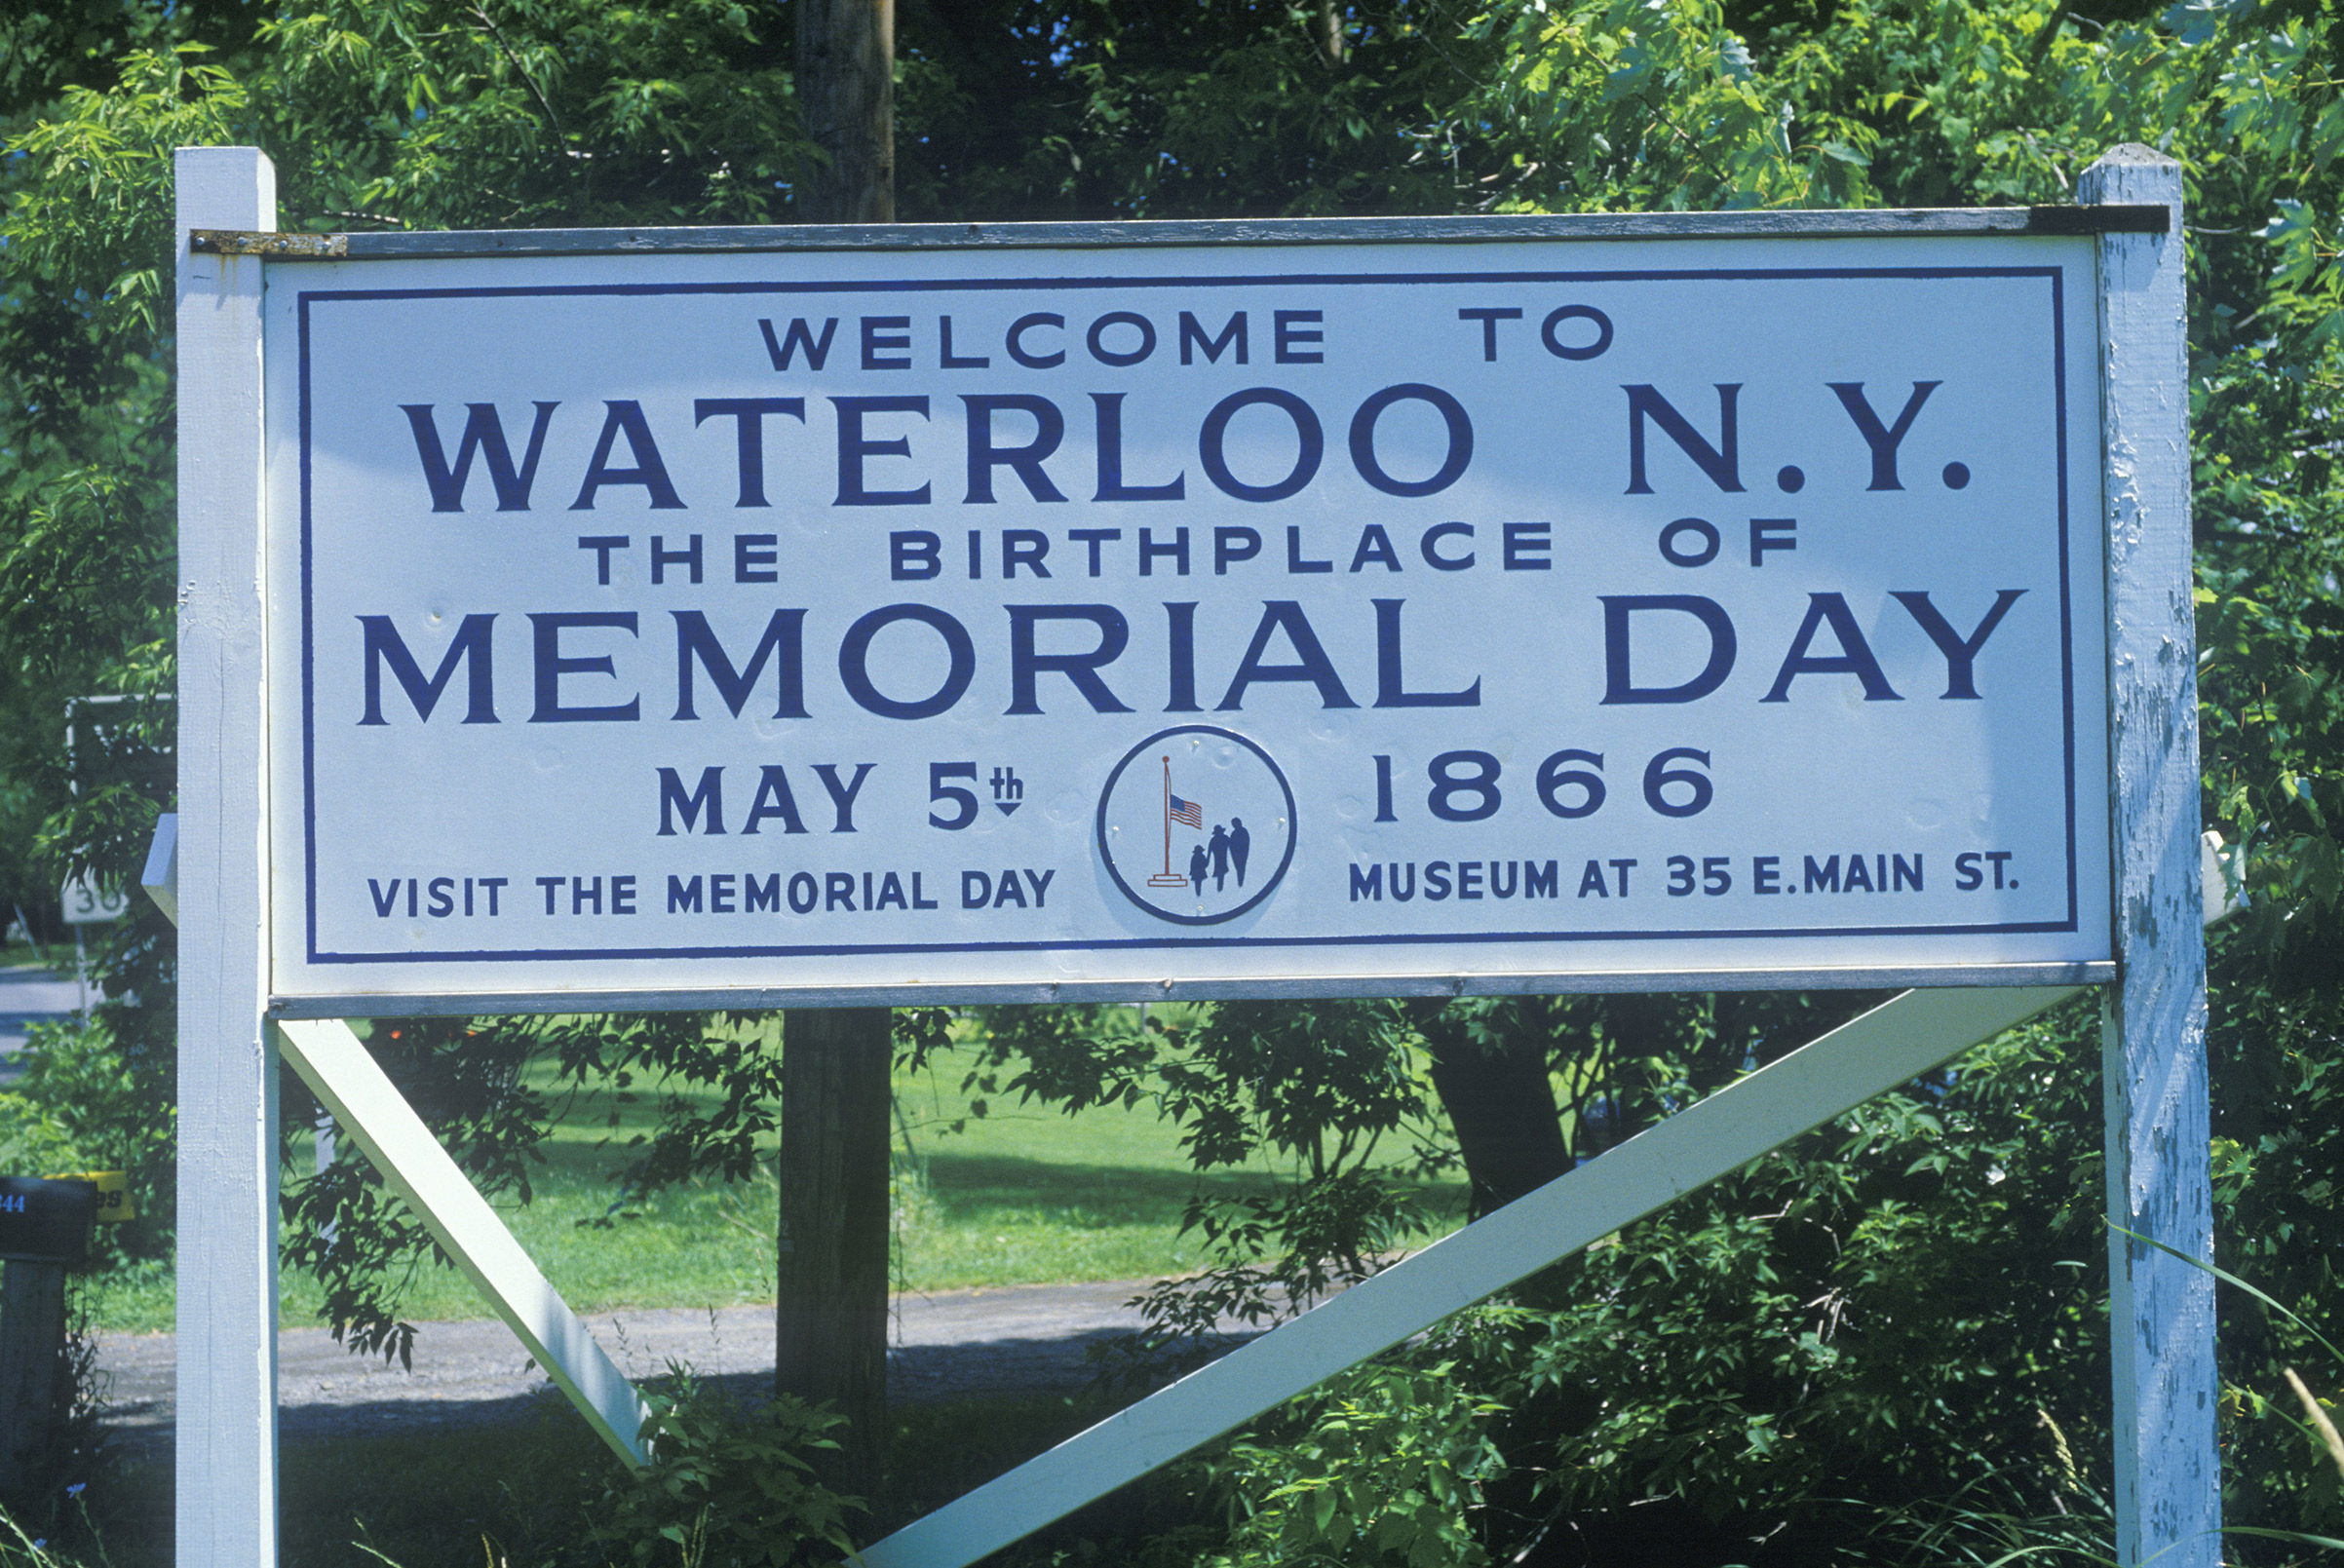 WELCOME TO
WATERLOO N.Y.
THE BIRTHPLACE OF
MEMORIAL DAY
MAY 5th 1866
VISIT THE MEMORIAL DAY MUSEUM AT 35 E. MAIN ST.
30